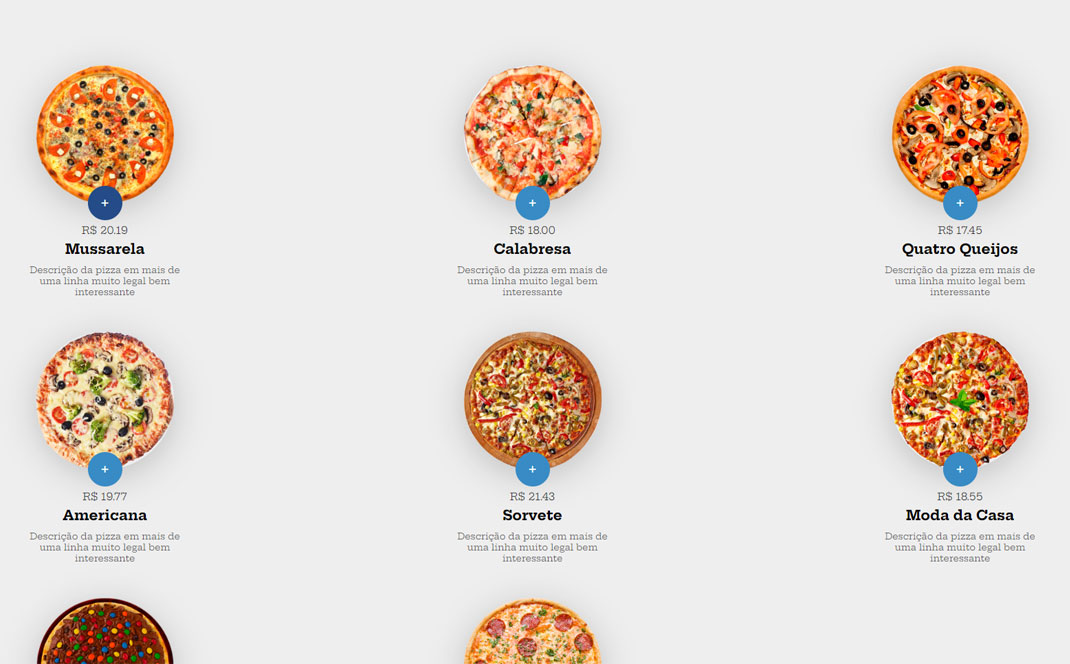 +
R$ 20.19
Mussarela
Descrição da pizza em mais de
uma linha muito legal bem
interessante
+
R$ 18.00
Calabresa
Descrição da pizza em mais de
uma linha muito legal bem
interessante
+
R$ 17.45
Quatro Queijos
Descrição da pizza em mais de
uma linha muito legal bem
interessante
+
R$ 19.77
Americana
Descrição da pizza em mais de
uma linha muito legal bem
interessante
+
R$ 21.43
Sorvete
Descrição da pizza em mais de
uma linha muito legal bem
interessante
+
R$ 18.55
Moda da Casa
Descrição da pizza em mais de
uma linha muito legal bem
interessante